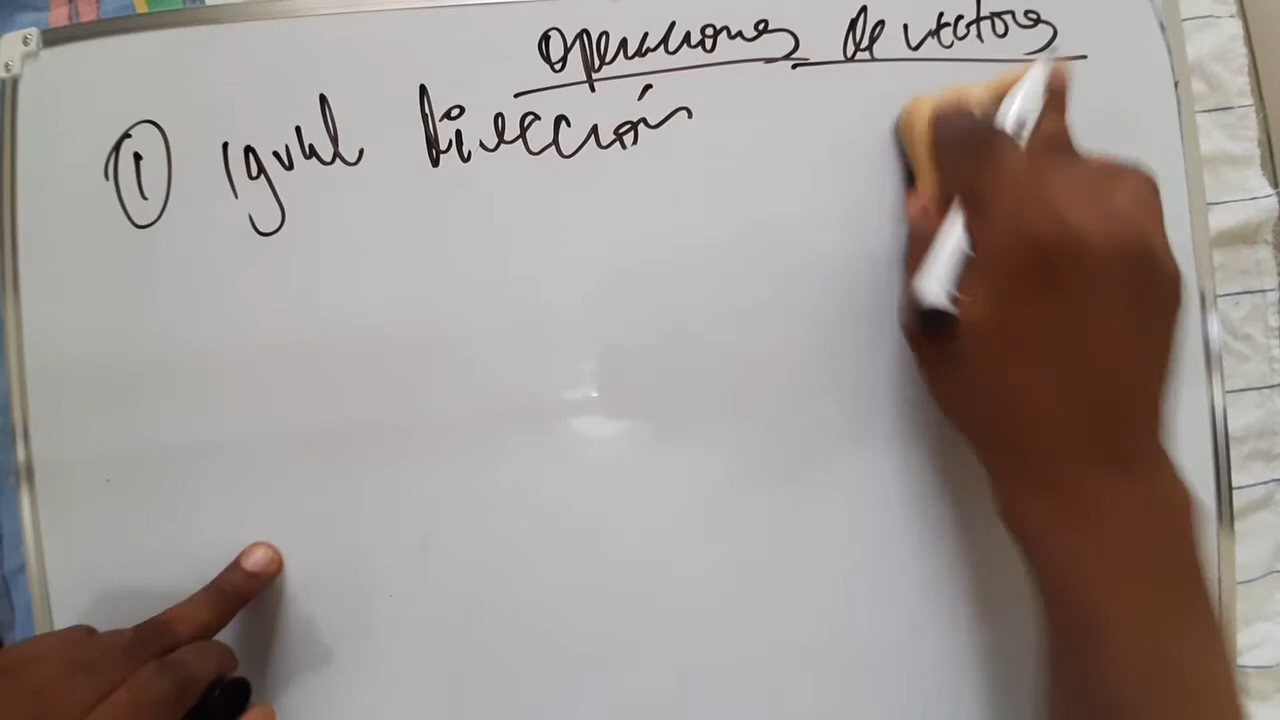 Operaciones de vectores
① igual Dirección